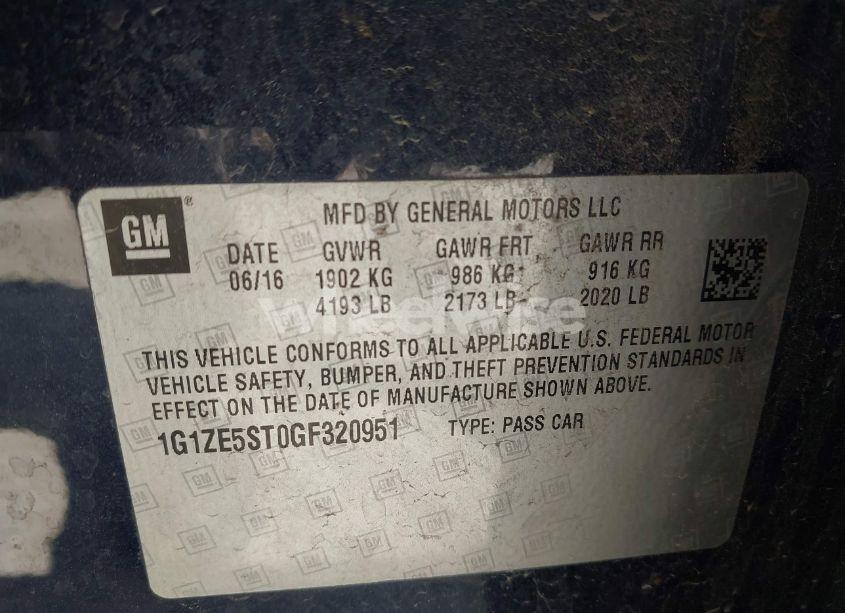 GM ®
MFD BY GENERAL MOTORS LLC
DATE GVWR GAWR FRT GAWR RR
06/16 1902 KG 986 KG 916 KG
4193 LB 2173 LB 2020 LB
THIS VEHICLE CONFORMS TO ALL APPLICABLE U.S. FEDERAL MOTOR
VEHICLE SAFETY, BUMPER, AND THEFT PREVENTION STANDARDS IN
EFFECT ON THE DATE OF MANUFACTURE SHOWN ABOVE.
1G1ZE5ST0GF320951 TYPE: PASS CAR